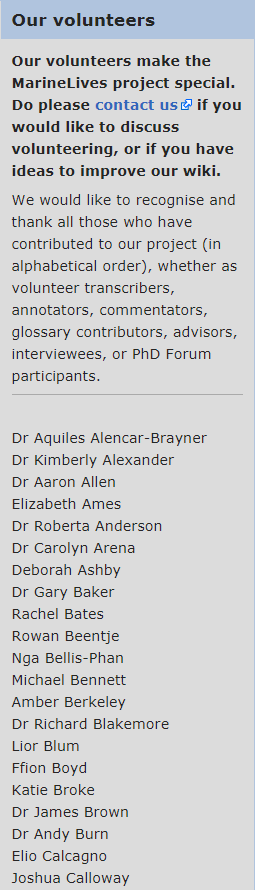 Our volunteers
Our volunteers make the
MarineLives project special.
Do please contact us if you
would like to discuss
volunteering, or if you have
ideas to improve our wiki.
We would like to recognise and
thank all those who have
contributed to our project (in
alphabetical order), whether as
volunteer transcribers,
annotators, commentators,
glossary contributors, advisors,
interviewees, or PhD Forum
participants.
Dr Aquiles Alencar-Brayner
Dr Kimberly Alexander
Dr Aaron Allen
Elizabeth Ames
Dr Roberta Anderson
Dr Carolyn Arena
Deborah Ashby
Dr Gary Baker
Rachel Bates
Rowan Beentje
Nga Bellis-Phan
Michael Bennett
Amber Berkeley
Dr Richard Blakemore
Lior Blum
Ffion Boyd
Katie Broke
Dr James Brown
Dr Andy Burn
Elio Calcagno
Joshua Calloway